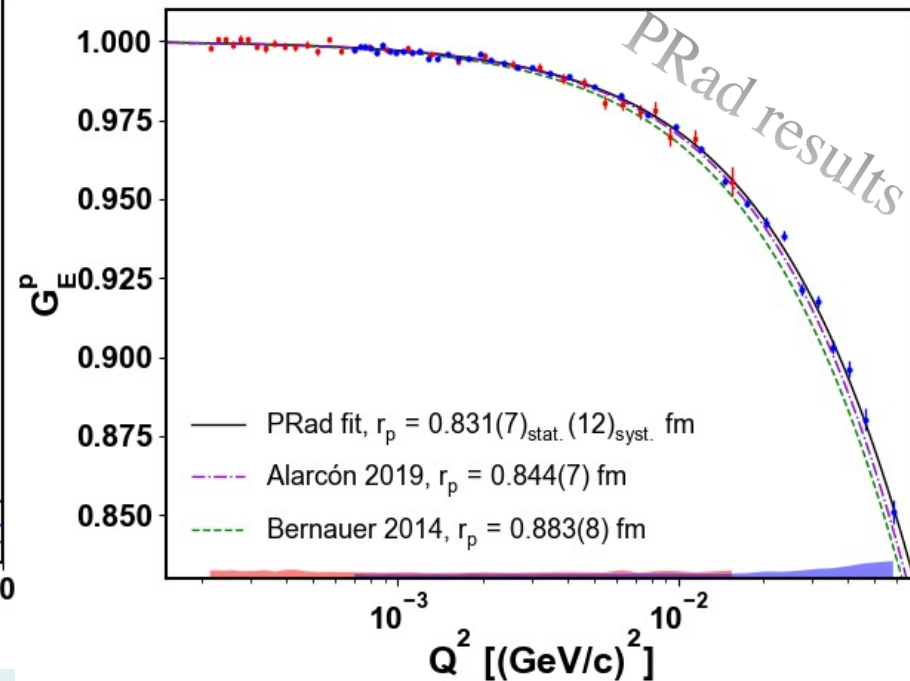 PRad results
1.000
0.975
0.950
0.925
0.900
0.875
0.850
G_E^p
PRad fit, r_p = 0.831(7)_stat. (12)_syst. fm
Alarcón 2019, r_p = 0.844(7) fm
Bernauer 2014, r_p = 0.883(8) fm
0
10^−3
10^−2
Q^2 [(GeV/c)^2]